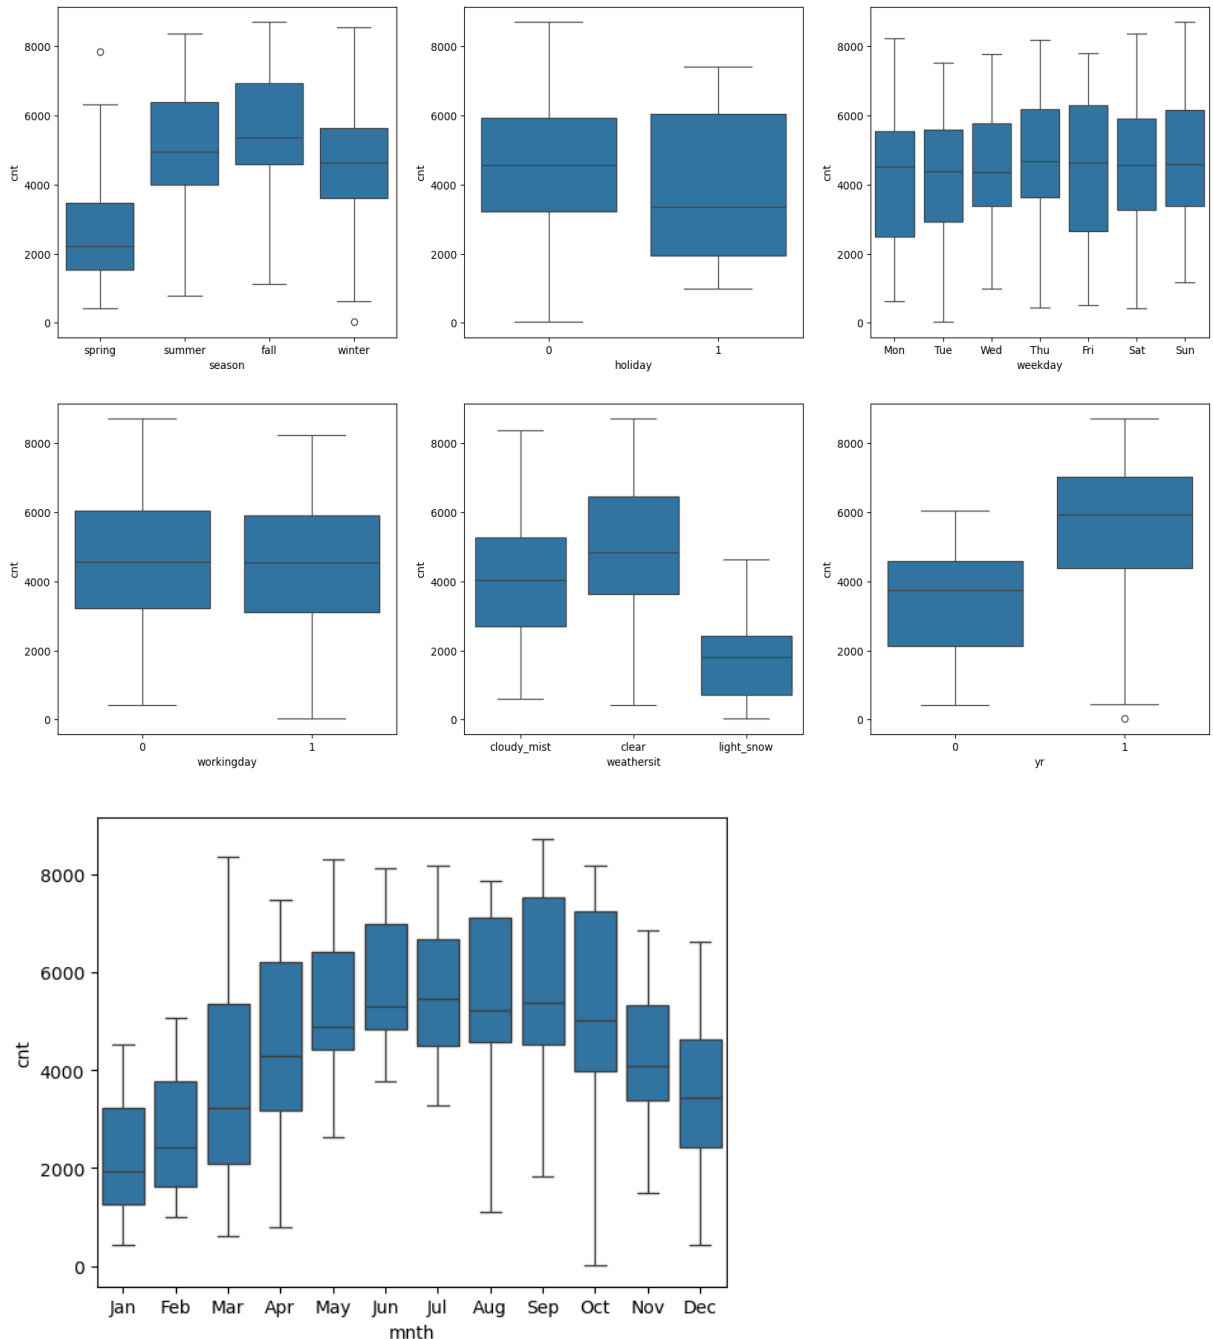 8000
6000
4000
2000
0
cnt
spring summer fall winter
season
8000
6000
4000
2000
0
cnt
0 1
holiday
8000
6000
4000
2000
0
cnt
Mon Tue Wed Thu Fri Sat Sun
weekday
8000
6000
4000
2000
0
cnt
0 1
workingday
8000
6000
4000
2000
0
cnt
cloudy_mist clear light_snow
weathersit
8000
6000
4000
2000
0
cnt
0 1
yr
8000
6000
4000
2000
0
cnt
Jan Feb Mar Apr May Jun Jul Aug Sep Oct Nov Dec
mnth